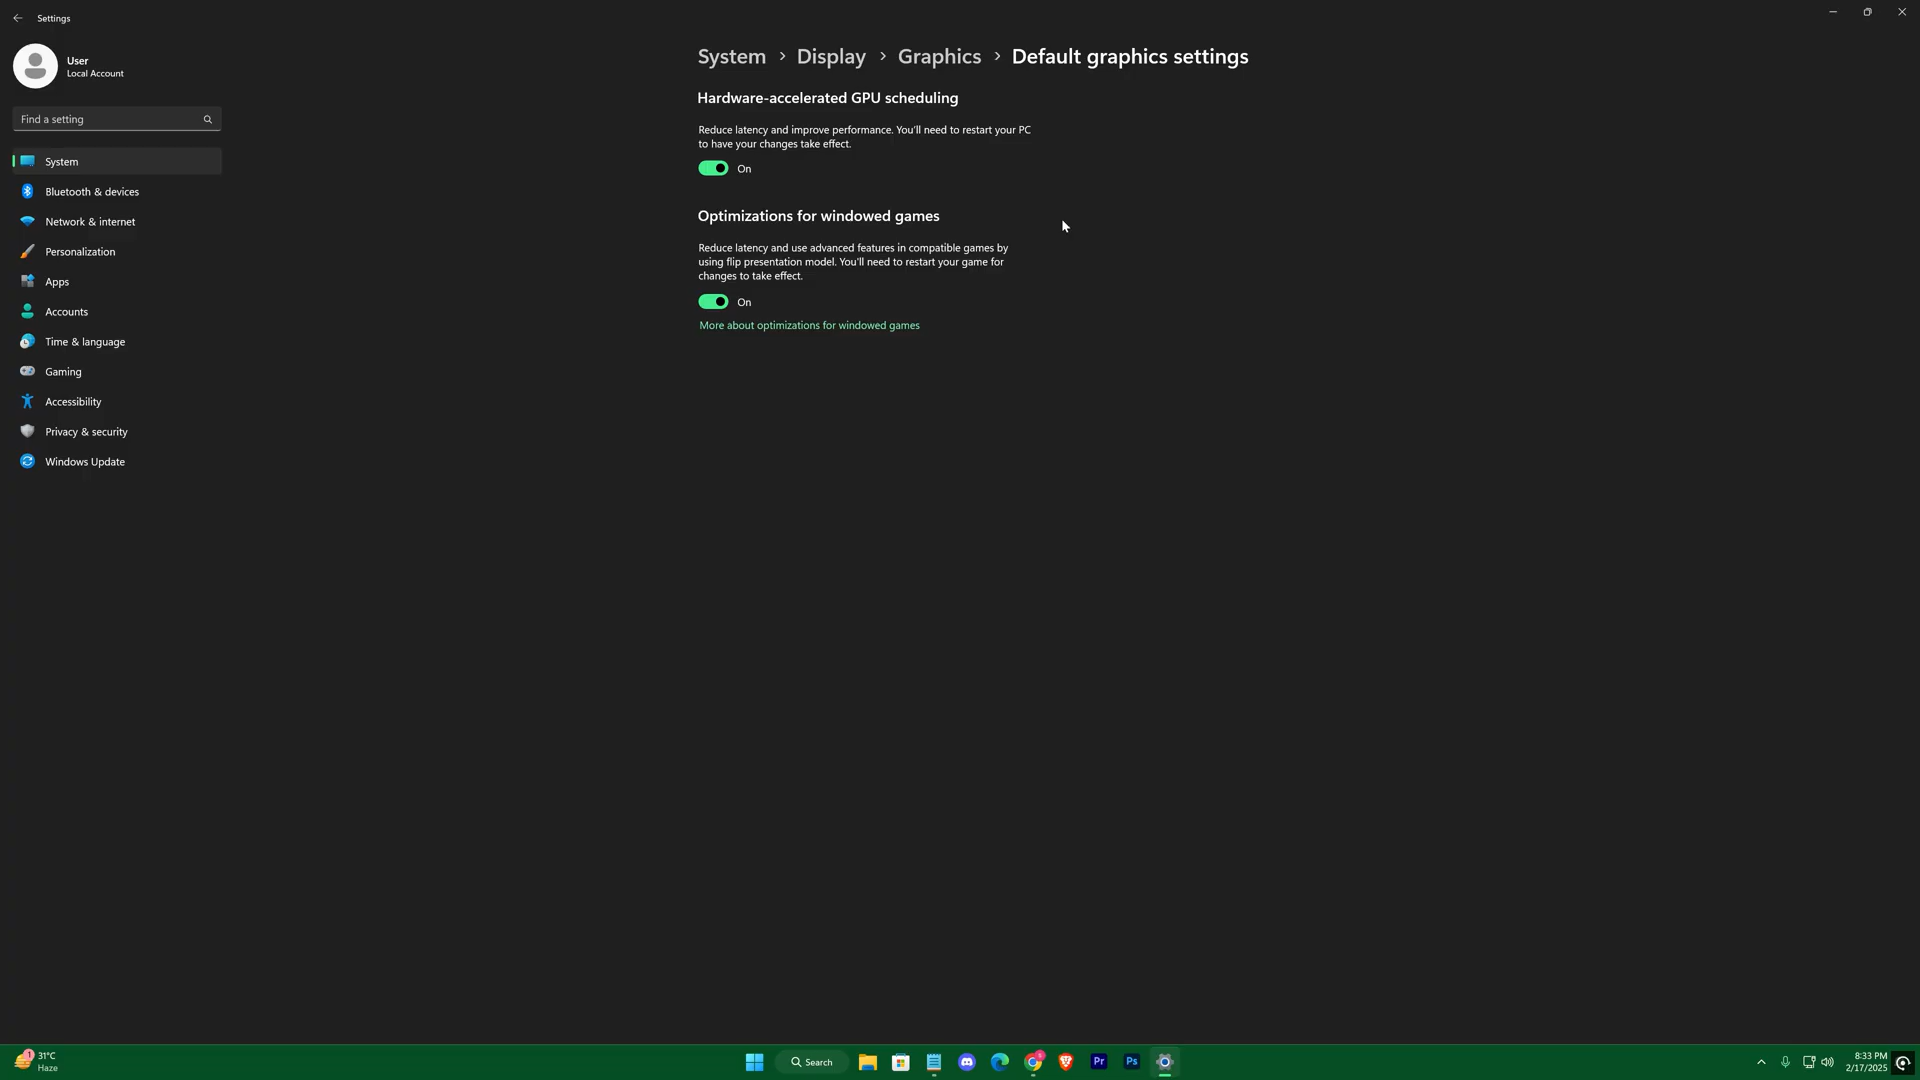 Settings
User
Local Account
Find a setting
System
Bluetooth & devices
Network & internet
Personalization
Apps
Accounts
Time & language
Gaming
Accessibility
Privacy & security
Windows Update
System > Display > Graphics > Default graphics settings
Hardware-accelerated GPU scheduling
Reduce latency and improve performance. You'll need to restart your PC
to have your changes take effect.
On
Optimizations for windowed games
Reduce latency and use advanced features in compatible games by
using flip presentation model. You'll need to restart your game for
changes to take effect.
On
More about optimizations for windowed games
1
31°C
Haze
Search
Pr
Ps
8:33 PM
2/17/2025